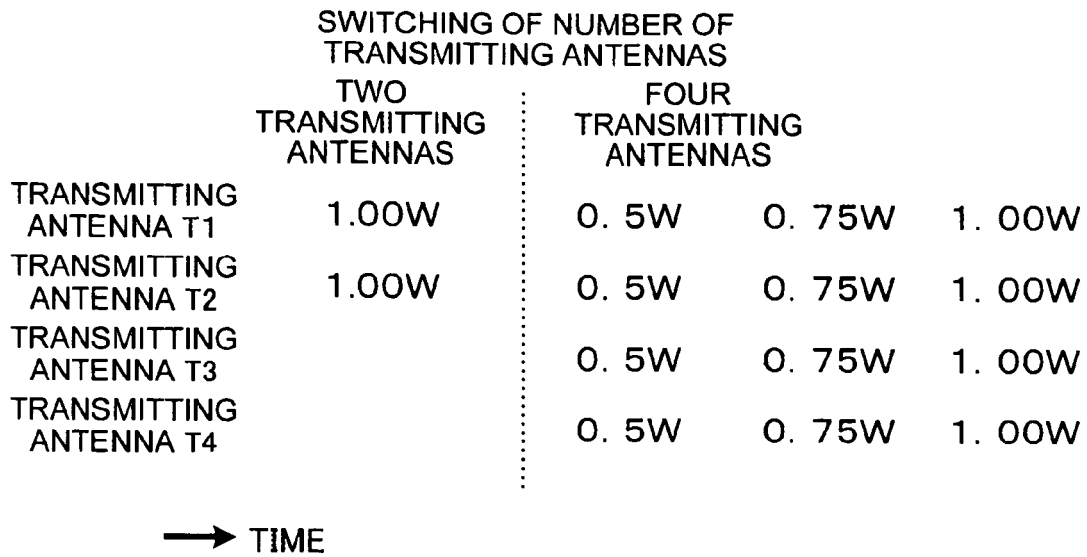 SWITCHING OF NUMBER OF
TRANSMITTING ANTENNAS
TWO
TRANSMITTING
ANTENNAS
FOUR
TRANSMITTING
ANTENNAS
TRANSMITTING
ANTENNA T1
1.00W 0. 5W 0. 75W 1. 00W
TRANSMITTING
ANTENNA T2
1.00W 0. 5W 0. 75W 1. 00W
TRANSMITTING
ANTENNA T3
0. 5W 0. 75W 1. 00W
TRANSMITTING
ANTENNA T4
0. 5W 0. 75W 1. 00W
TIME